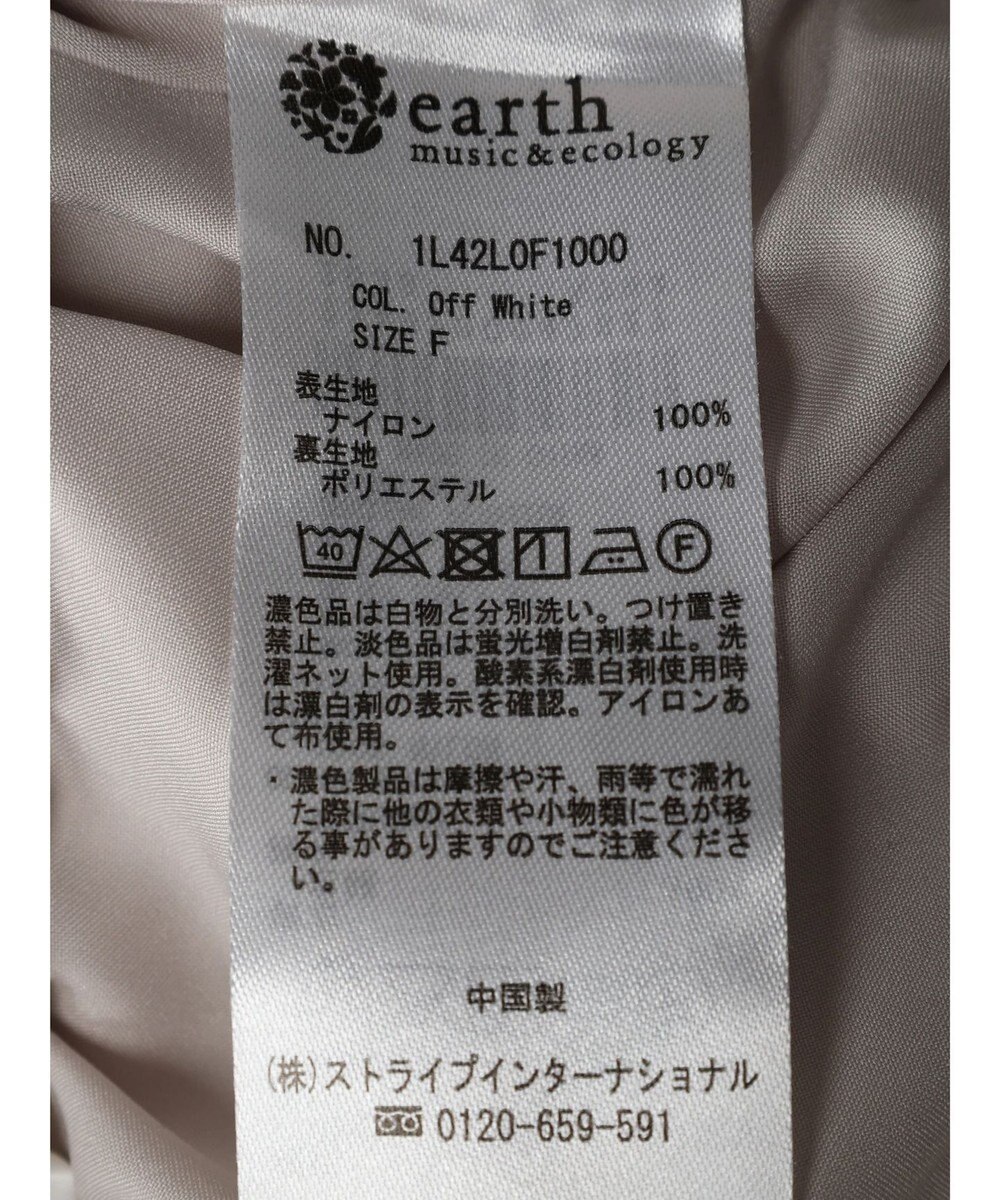 earth
music&ecology
NO. 1L42L0F1000
COL. Off White
SIZE F
表生地
ナイロン 100%
裏生地
ポリエステル 100%
40 F
濃色品は白物と分別洗い。つけ置き
禁止。淡色品は蛍光増白剤禁止。洗
濯ネット使用。酸素系漂白剤使用時
は漂白剤の表示を確認。アイロンあ
て布使用。
・濃色製品は摩擦や汗、雨等で濡れ
た際に他の衣類や小物類に色が移
る事がありますのでご注意くださ
い。
中国製
(株)ストライプインターナショナル
0120-659-591